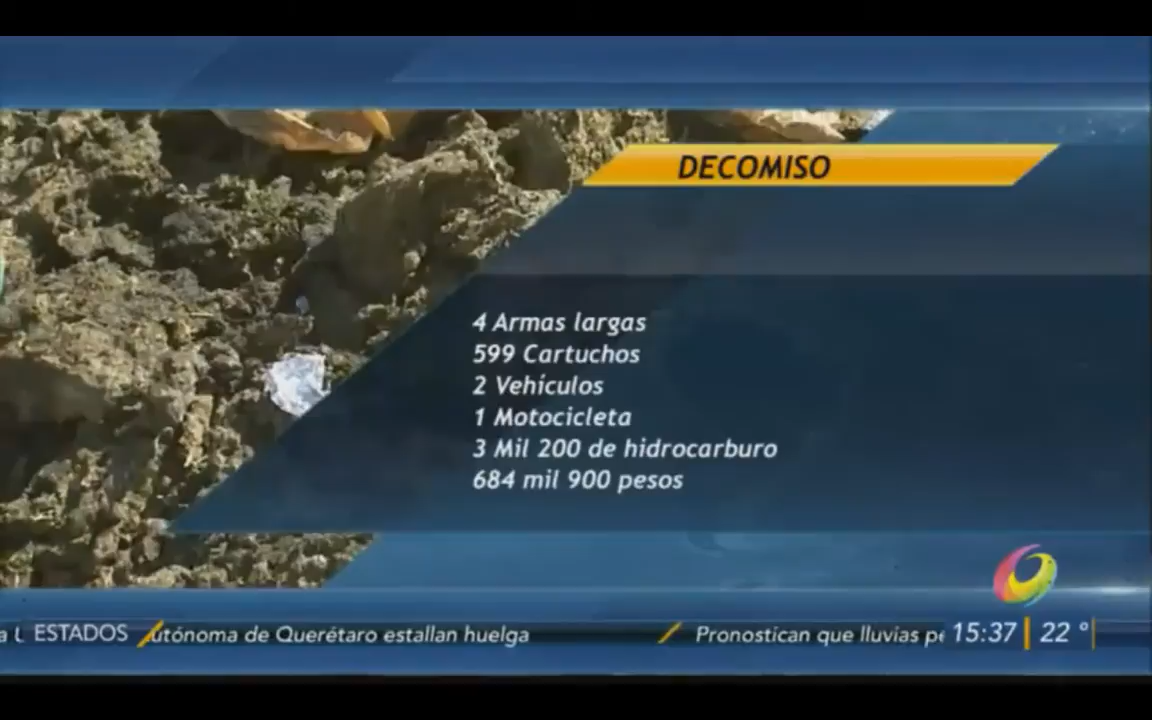 DECOMISO
4 Armas largas
599 Cartuchos
2 Vehículos
1 Motocicleta
3 Mil 200 de hidrocarburo
684 mil 900 pesos
ESTADOS utónoma de Querétaro estallan huelga Pronostican que lluvias 15:37 22 °